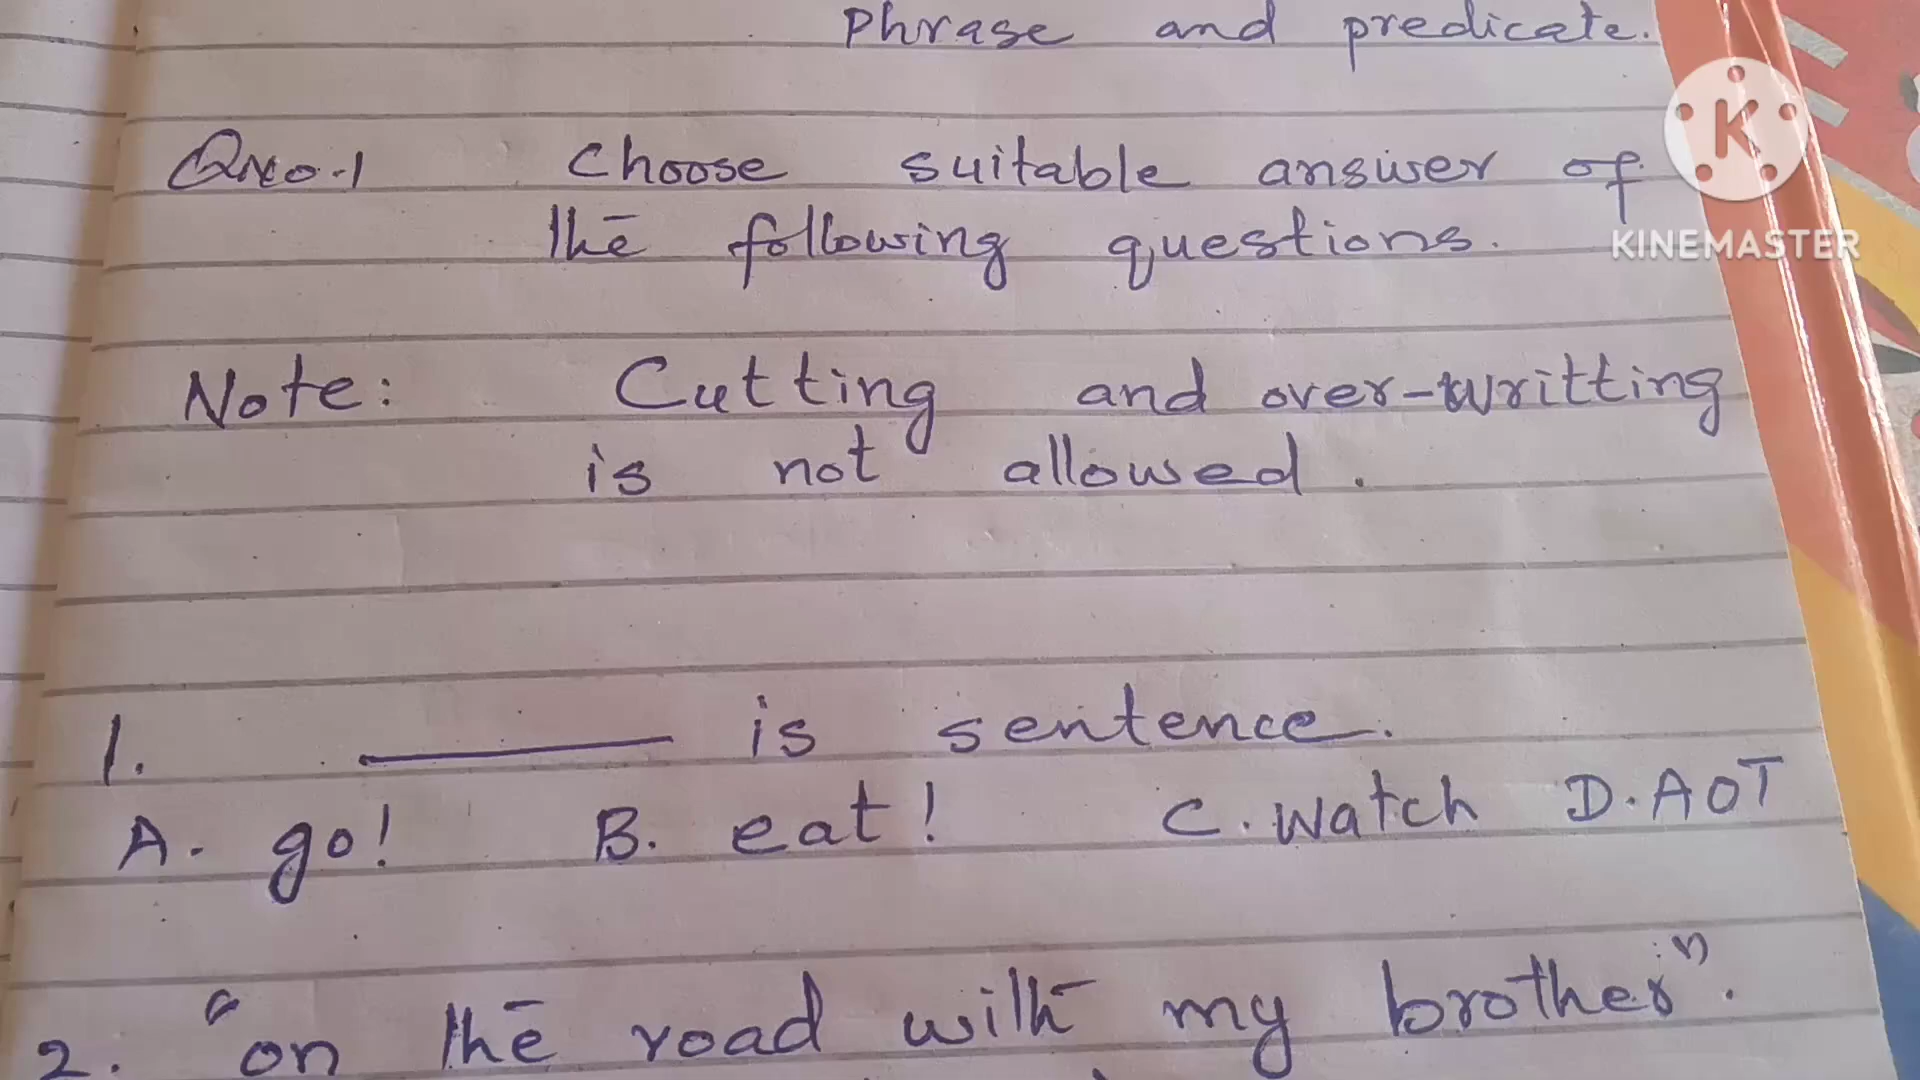 Phrase and predicate.
Qno.1 Choose suitable answer of
the following questions.
Note: Cutting and over-writting
is not allowed.
1. ______ is sentence.
A. go! B. eat! C. watch D. AOT
2. "on the road with my brother".
K
KINEMASTER